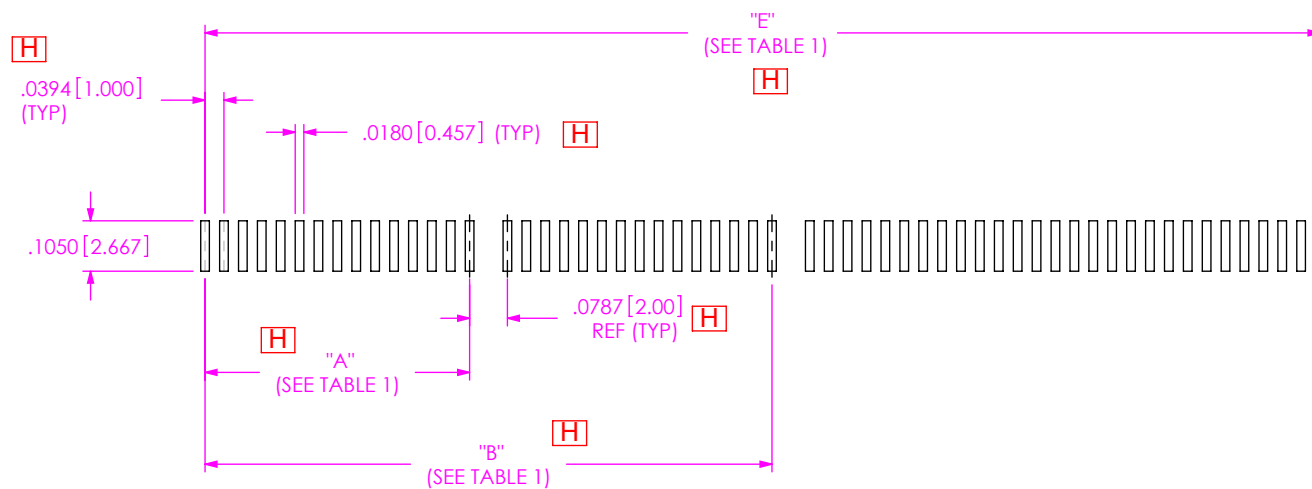 "E"
(SEE TABLE 1)
H
H
.0394 [1.000]
(TYP)
.0180 [0.457] (TYP)
H
.1050 [2.667]
.0787 [2.00]
REF (TYP)
H
H
"A"
(SEE TABLE 1)
H
"B"
(SEE TABLE 1)